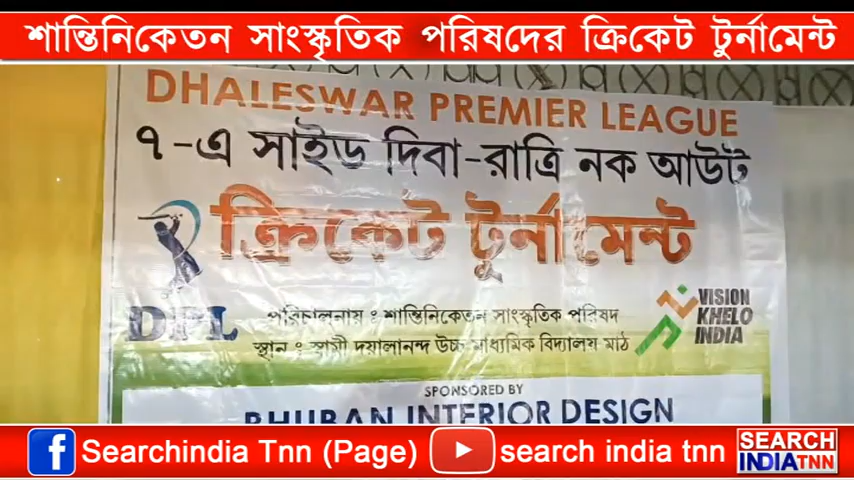 শান্তিনিকেতন সাংস্কৃতিক পরিষদের ক্রিকেট টুর্নামেন্ট
DHALESWAR PREMIER LEAGUE
৭-এ সাইড দিবা-রাত্রি নক আউট
ক্রিকেট টুর্নামেন্ট
DPL
পরিচালনায় ঃ শান্তিনিকেতন সাংস্কৃতিক পরিষদ
স্থান ঃ স্বামী দয়ালানন্দ উচ্চ মাধ্যমিক বিদ্যালয় মাঠ
VISION
KHELO
INDIA
SPONSORED BY
BHUBAN INTERIOR DESIGN
Searchindia Tnn (Page)
search india tnn
SEARCH
INDIATNN